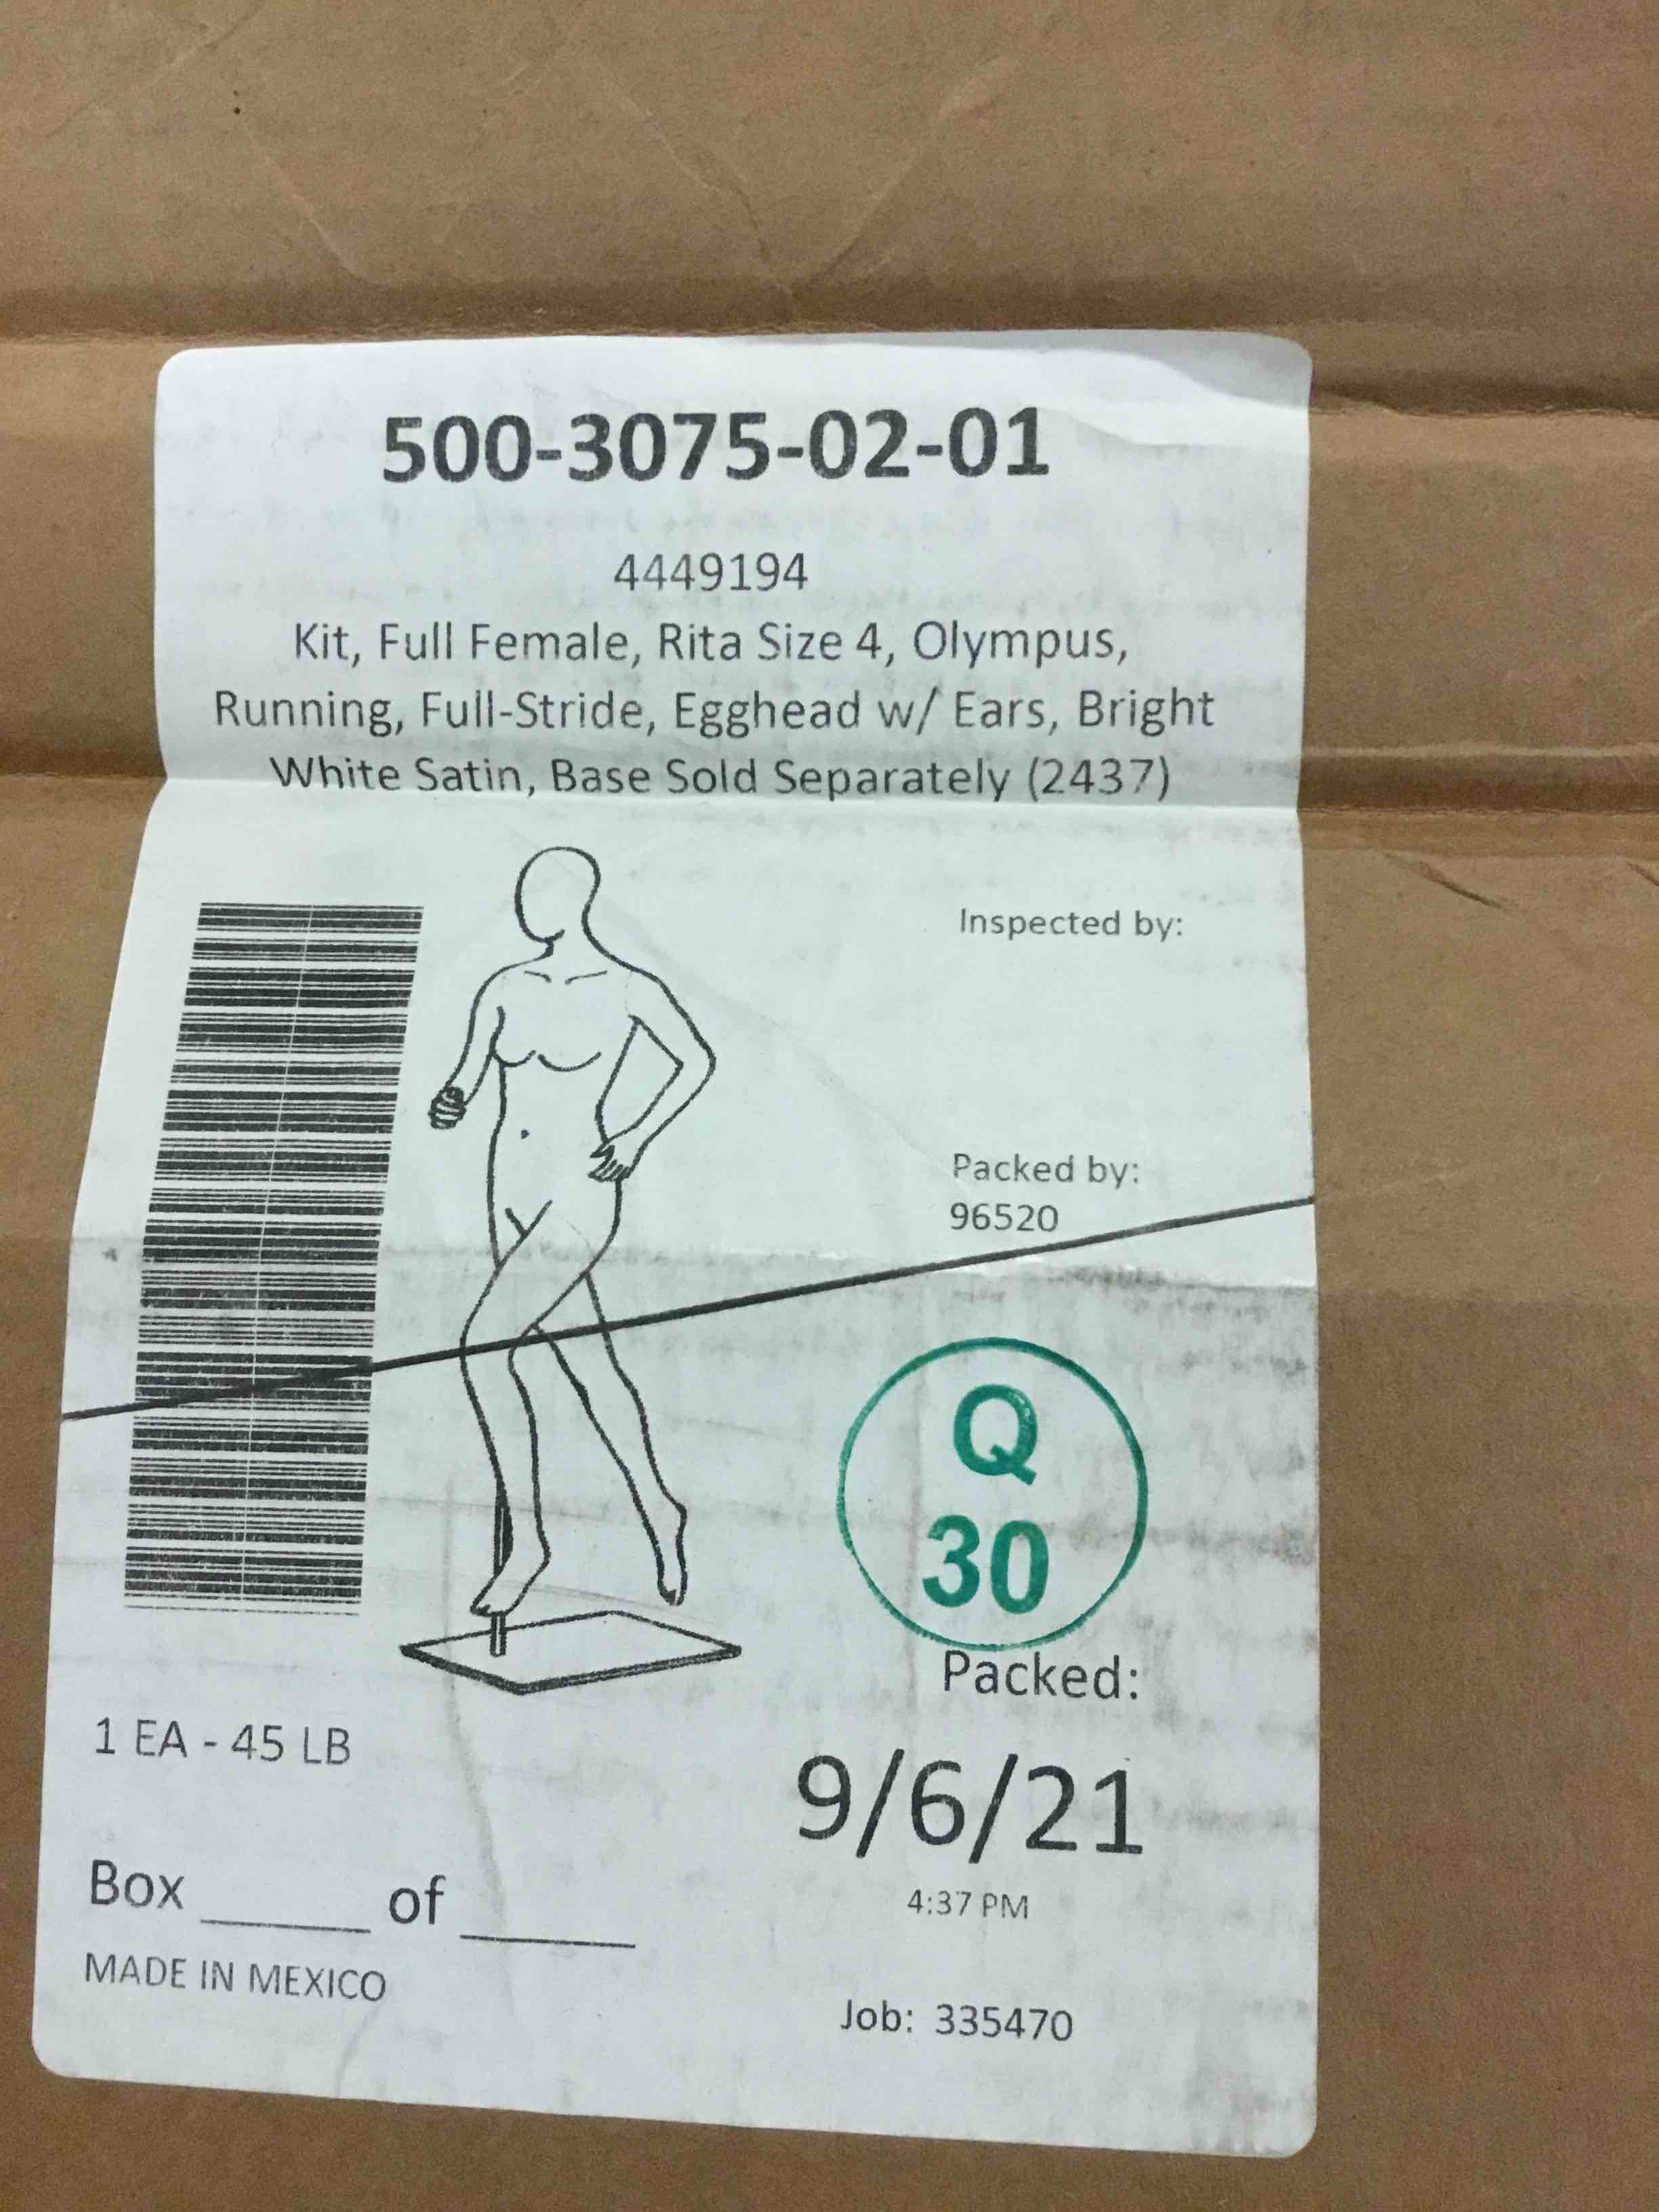 500-3075-02-01
4449194
Kit, Full Female, Rita Size 4, Olympus,
Running, Full-Stride, Egghead w/ Ears, Bright
White Satin, Base Sold Separately (2437)
Inspected by:
Packed by:
96520
Q
30
Packed:
9/6/21
4:37 PM
1 EA - 45 LB
Box _____ of _____
MADE IN MEXICO
Job: 335470